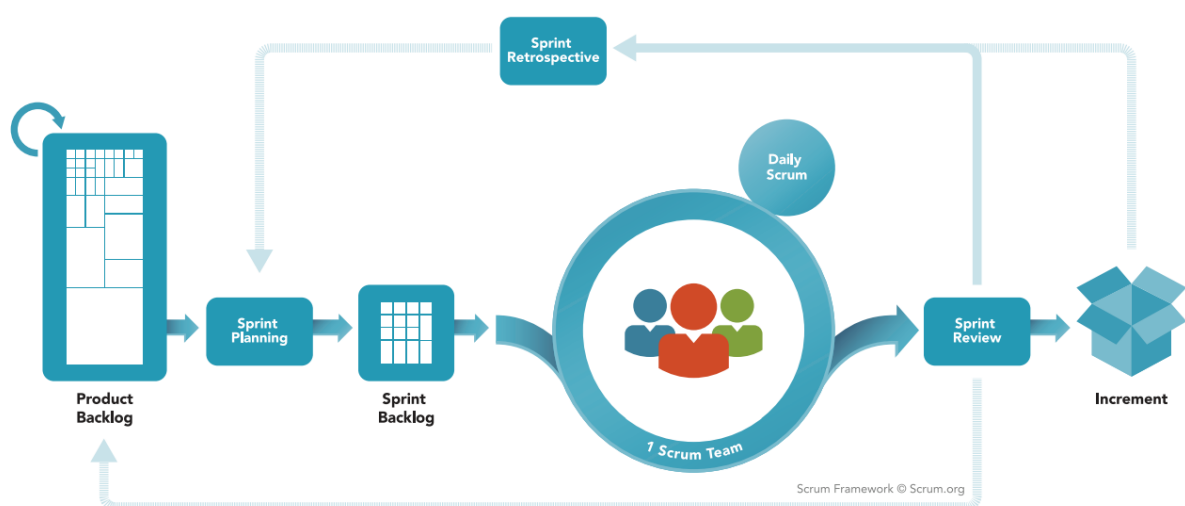 Sprint
Retrospective
Daily
Scrum
Sprint
Planning
Sprint
Review
Product
Backlog
Sprint
Backlog
Increment
1 Scrum Team
Scrum Framework © Scrum.org